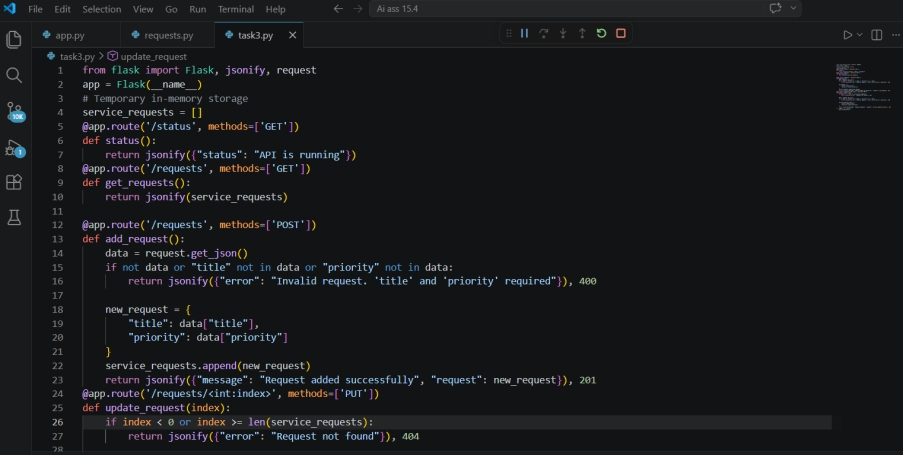 File Edit Selection View Go Run Terminal Help
Ai ass 15.4
app.py requests.py task3.py
task3.py > update_request
10K
1
1 from flask import Flask, jsonify, request
2 app = Flask(__name__)
3 # Temporary in-memory storage
4 service_requests = []
5 @app.route('/status', methods=['GET'])
6 def status():
7     return jsonify({"status": "API is running"})
8 @app.route('/requests', methods=['GET'])
9 def get_requests():
10     return jsonify(service_requests)
11
12 @app.route('/requests', methods=['POST'])
13 def add_request():
14     data = request.get_json()
15     if not data or "title" not in data or "priority" not in data:
16         return jsonify({"error": "Invalid request. 'title' and 'priority' required"}), 400
17
18     new_request = {
19         "title": data["title"],
20         "priority": data["priority"]
21     }
22     service_requests.append(new_request)
23     return jsonify({"message": "Request added successfully", "request": new_request}), 201
24 @app.route('/requests/<int:index>', methods=['PUT'])
25 def update_request(index):
26     if index < 0 or index >= len(service_requests):
27         return jsonify({"error": "Request not found"}), 404
28